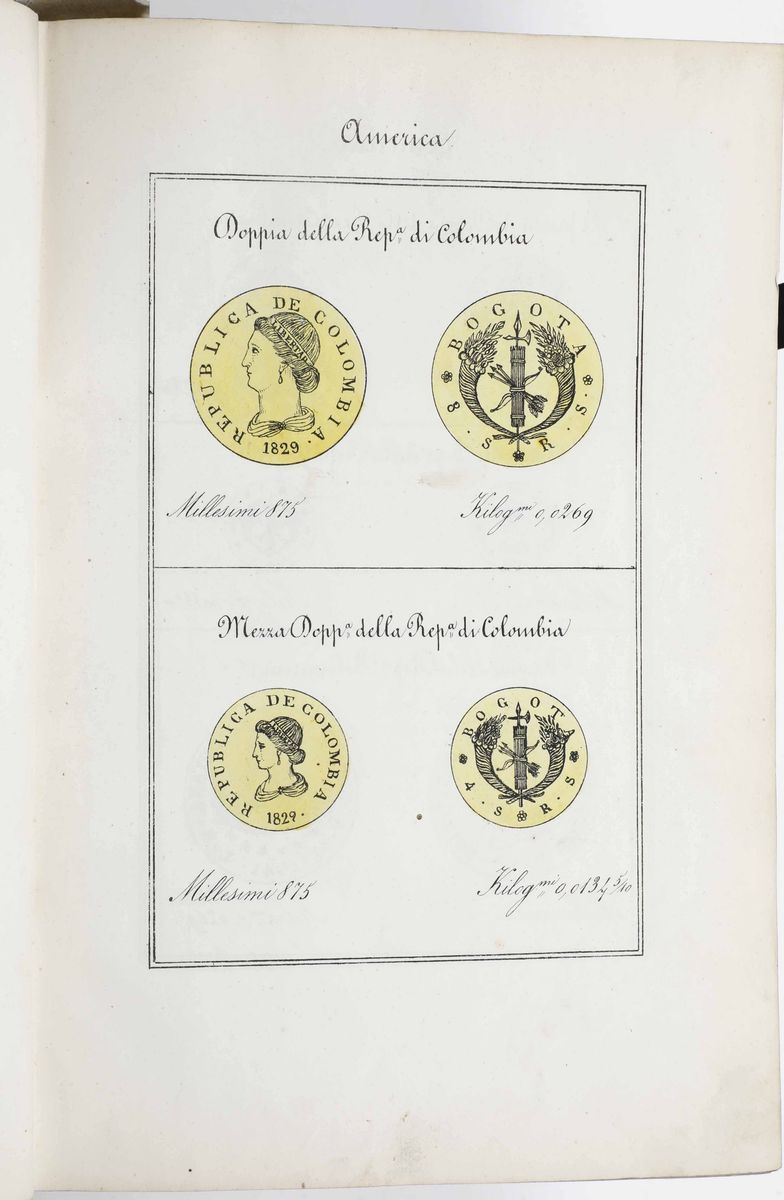 America
Doppia della Repª di Colombia
REPUBLICA DE COLOMBIA · 1829 ·
LIBERTAD
BOGOTA
8 · S · R · S ·
Millesimi 875
Kilogᵐⁱ 0,0269
Mezza Doppª della Repª di Colombia
REPUBLICA DE COLOMBIA 1829 ·
BOGOTA
4 · S · R · S
Millesimi 875
Kilogᵐⁱ 0,0134 5/10